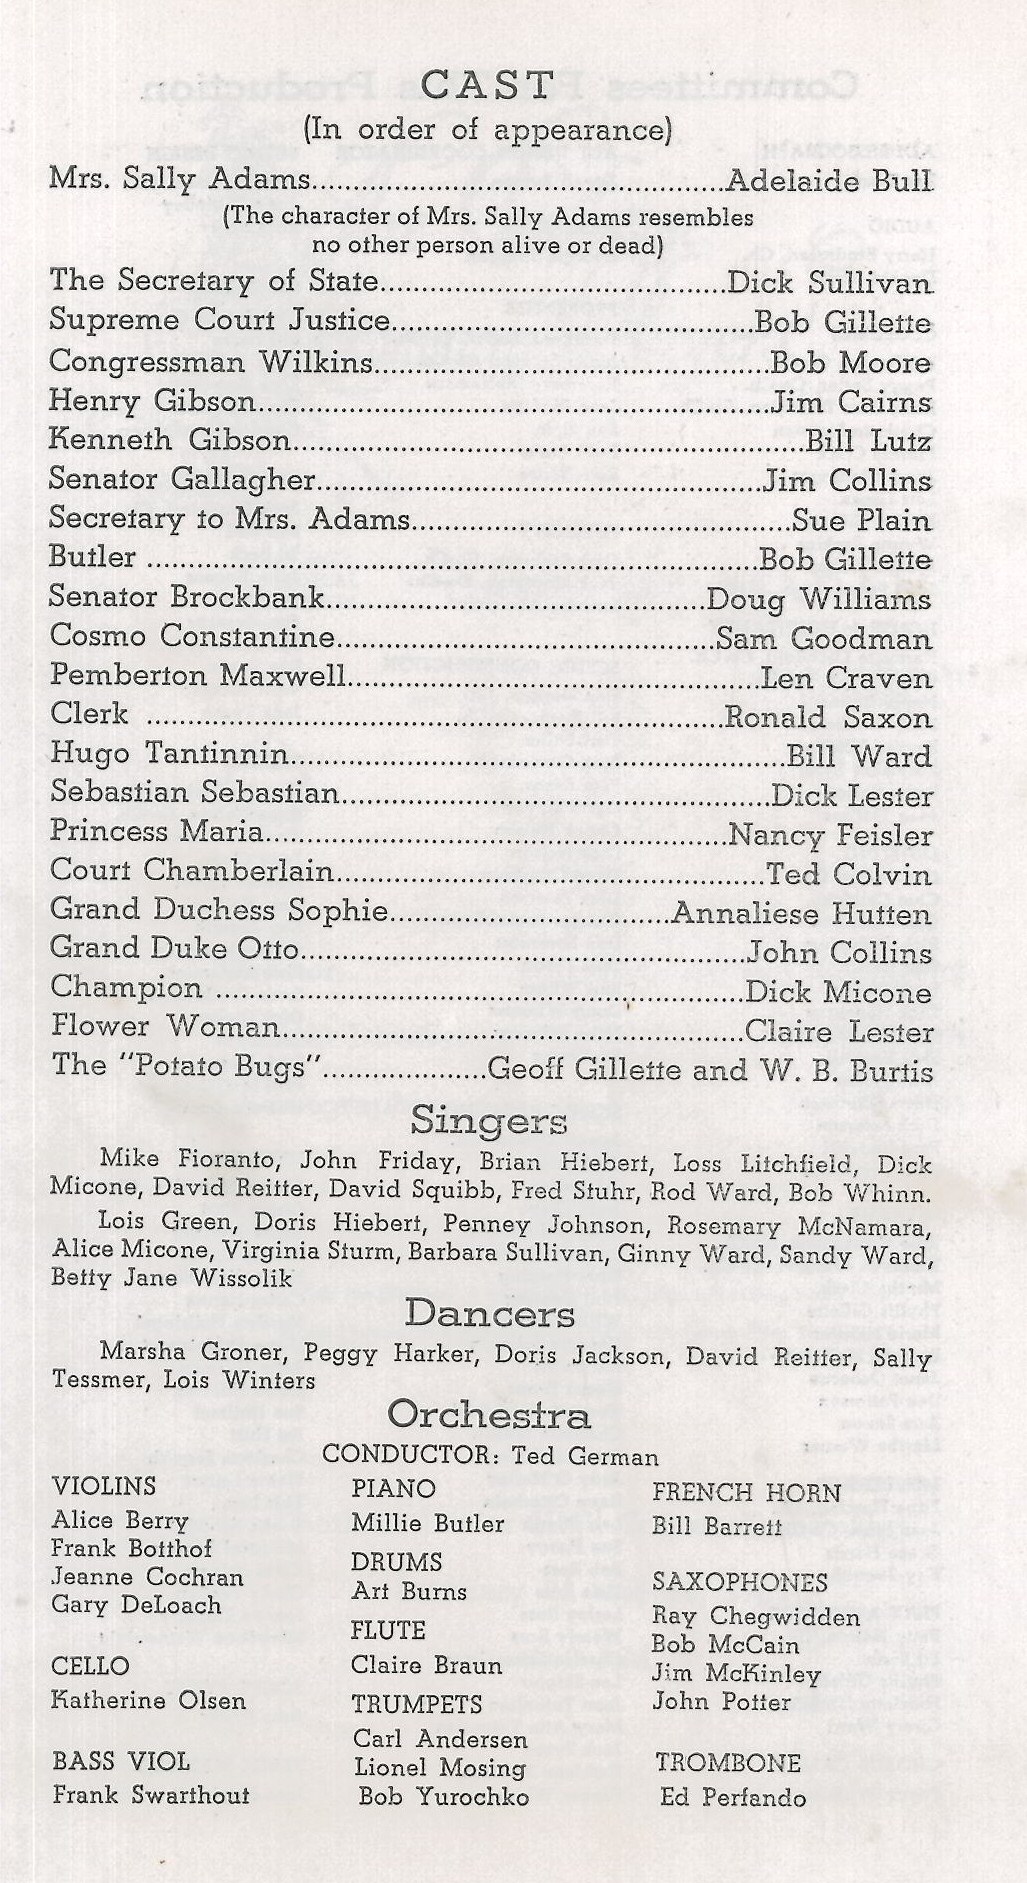 CAST
(In order of appearance)
Mrs. Sally Adams..................................................Adelaide Bull
(The character of Mrs. Sally Adams resembles
no other person alive or dead)
The Secretary of State..........................................Dick Sullivan
Supreme Court Justice............................................Bob Gillette
Congressman Wilkins................................................Bob Moore
Henry Gibson..............................................................Jim Cairns
Kenneth Gibson..............................................................Bill Lutz
Senator Gallagher......................................................Jim Collins
Secretary to Mrs. Adams..............................................Sue Plain
Butler ..........................................................................Bob Gillette
Senator Brockbank..............................................Doug Williams
Cosmo Constantine..............................................Sam Goodman
Pemberton Maxwell..................................................Len Craven
Clerk ......................................................................Ronald Saxon
Hugo Tantinnin............................................................Bill Ward
Sebastian Sebastian....................................................Dick Lester
Princess Maria........................................................Nancy Feisler
Court Chamberlain....................................................Ted Colvin
Grand Duchess Sophie..................................Annaliese Hutten
Grand Duke Otto......................................................John Collins
Champion ................................................................Dick Micone
Flower Woman........................................................Claire Lester
The "Potato Bugs"....................Geoff Gillette and W. B. Burtis
Singers
Mike Fioranto, John Friday, Brian Hiebert, Loss Litchfield, Dick
Micone, David Reitter, David Squibb, Fred Stuhr, Rod Ward, Bob Whinn.
Lois Green, Doris Hiebert, Penney Johnson, Rosemary McNamara,
Alice Micone, Virginia Sturm, Barbara Sullivan, Ginny Ward, Sandy Ward,
Betty Jane Wissolik
Dancers
Marsha Groner, Peggy Harker, Doris Jackson, David Reitter, Sally
Tessmer, Lois Winters
Orchestra
CONDUCTOR: Ted German
VIOLINS
Alice Berry
Frank Botthof
Jeanne Cochran
Gary DeLoach
CELLO
Katherine Olsen
BASS VIOL
Frank Swarthout
PIANO
Millie Butler
DRUMS
Art Burns
FLUTE
Claire Braun
TRUMPETS
Carl Andersen
Lionel Mosing
Bob Yurochko
FRENCH HORN
Bill Barrett
SAXOPHONES
Ray Chegwidden
Bob McCain
Jim McKinley
John Potter
TROMBONE
Ed Perfando